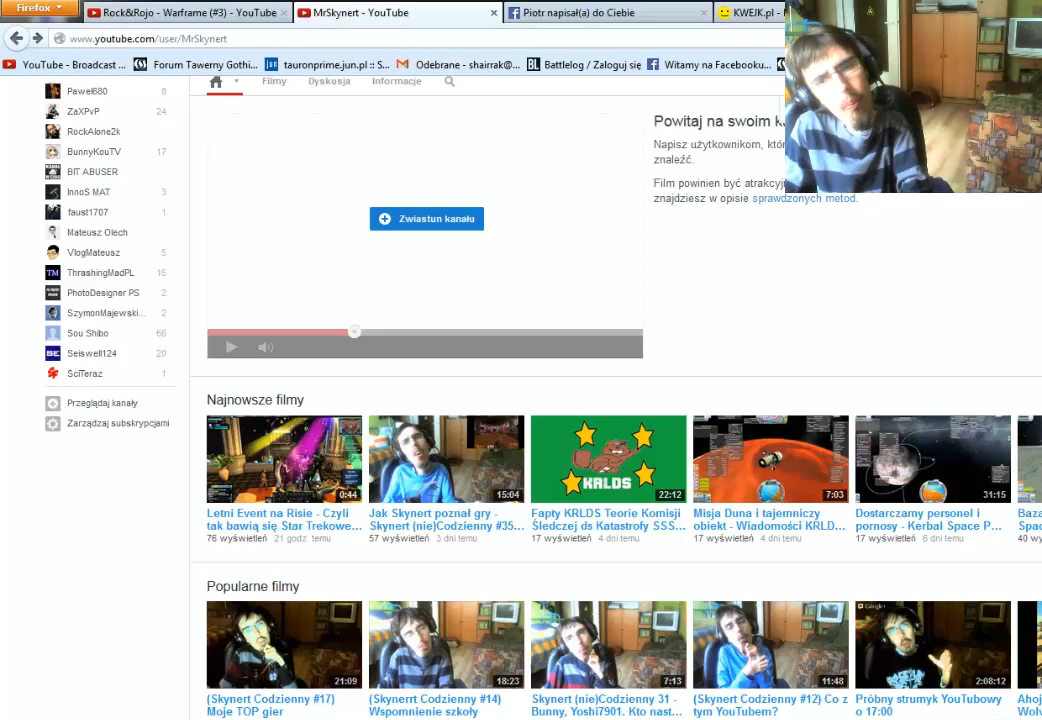 Firefox
Rock&Rojo - Warframe (#3) - YouTube
MrSkynert - YouTube
Piotr napisał(a) do Ciebie
KWEJK.pl -
www.youtube.com/user/MrSkynert
YouTube - Broadcast ...
Forum Tawerny Gothi...
tauronprime.jun.pl :: S...
Odebrane - shairrak@...
Battlelog / Zaloguj się
Witamy na Facebooku...
Filmy
Dyskusja
Informacje
Pawel680 8
ZaXPvP 24
RockAlone2k
BunnyKouTV 17
BIT ABUSER
InnoS MAT 3
faust1707 1
Mateusz Olech
VlogMateusz 5
ThrashingMadPL 15
PhotoDesigner PS 2
SzymonMajewski... 2
Sou Shibo 66
Seiswell124 20
SciTeraz 1
Przeglądaj kanały
Zarządzaj subskrypcjami
Zwiastun kanału
Powitaj na swoim
Napisz użytkownikom,
znaleźć.
Film powinien być
znajdziesz w opisie sprawdzonych metod.
Najnowsze filmy
0:44
15:04
KRLDS
22:12
7:03
31:15
Letni Event na Risie - Czyli
tak bawią się Star Trekowe...
76 wyświetleń 21 godz. temu
Jak Skynert poznał gry -
Skynert (nie)Codzienny #35...
57 wyświetleń 3 dni temu
Fapty KRLDS Teorie Komisji
Śledczej ds Katastrofy SSS...
17 wyświetleń 4 dni temu
Misja Duna i tajemniczy
obiekt - Wiadomości KRLD...
17 wyświetleń 4 dni temu
Dostarczamy personel i
pornosy - Kerbal Space P...
17 wyświetleń 6 dni temu
40 wy
Popularne filmy
21:09
18:23
7:13
11:48
Google+
2:08:12
(Skynert Codzienny #17)
Moje TOP gier
(Skynerrt Codzienny #14)
Wspomnienie szkoły
Skynert (nie)Codzienny 31 -
Bunny, Yoshi7901. Kto nast...
(Skynert Codzienny #12) Co z
tym YouTubem?
Próbny strumyk YouTubowy
o 17:00